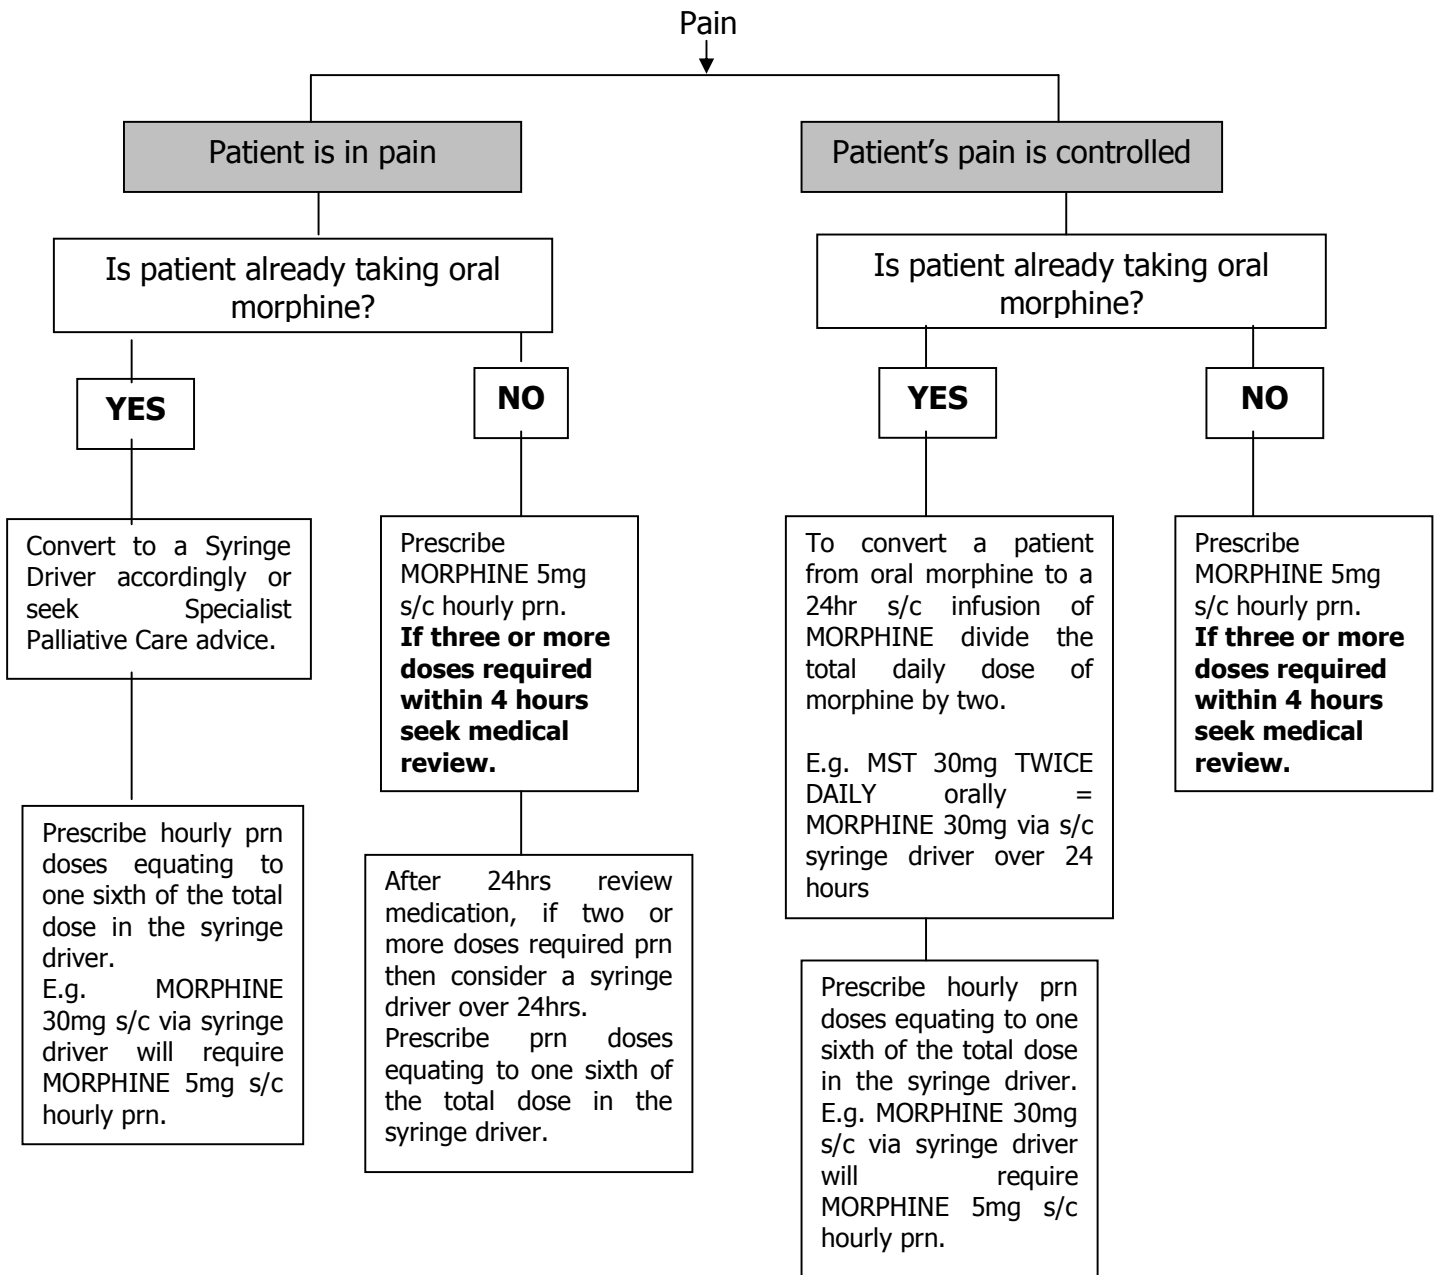 Pain
Patient is in pain
Is patient already taking oral
morphine?
YES
Convert to a Syringe
Driver accordingly or
seek Specialist
Palliative Care advice.
Prescribe hourly prn
doses equating to
one sixth of the total
dose in the syringe
driver.
E.g. MORPHINE
30mg s/c via syringe
driver will require
MORPHINE 5mg s/c
hourly prn.
NO
Prescribe
MORPHINE 5mg
s/c hourly prn.
If three or more
doses required
within 4 hours
seek medical
review.
After 24hrs review
medication, if two or
more doses required prn
then consider a syringe
driver over 24hrs.
Prescribe prn doses
equating to one sixth of
the total dose in the
syringe driver.
Patient’s pain is controlled
Is patient already taking oral
morphine?
YES
To convert a patient
from oral morphine to a
24hr s/c infusion of
MORPHINE divide the
total daily dose of
morphine by two.
E.g. MST 30mg TWICE
DAILY orally =
MORPHINE 30mg via s/c
syringe driver over 24
hours
Prescribe hourly prn
doses equating to one
sixth of the total dose
in the syringe driver.
E.g. MORPHINE 30mg
s/c via syringe driver
will require
MORPHINE 5mg s/c
hourly prn.
NO
Prescribe
MORPHINE 5mg
s/c hourly prn.
If three or more
doses required
within 4 hours
seek medical
review.